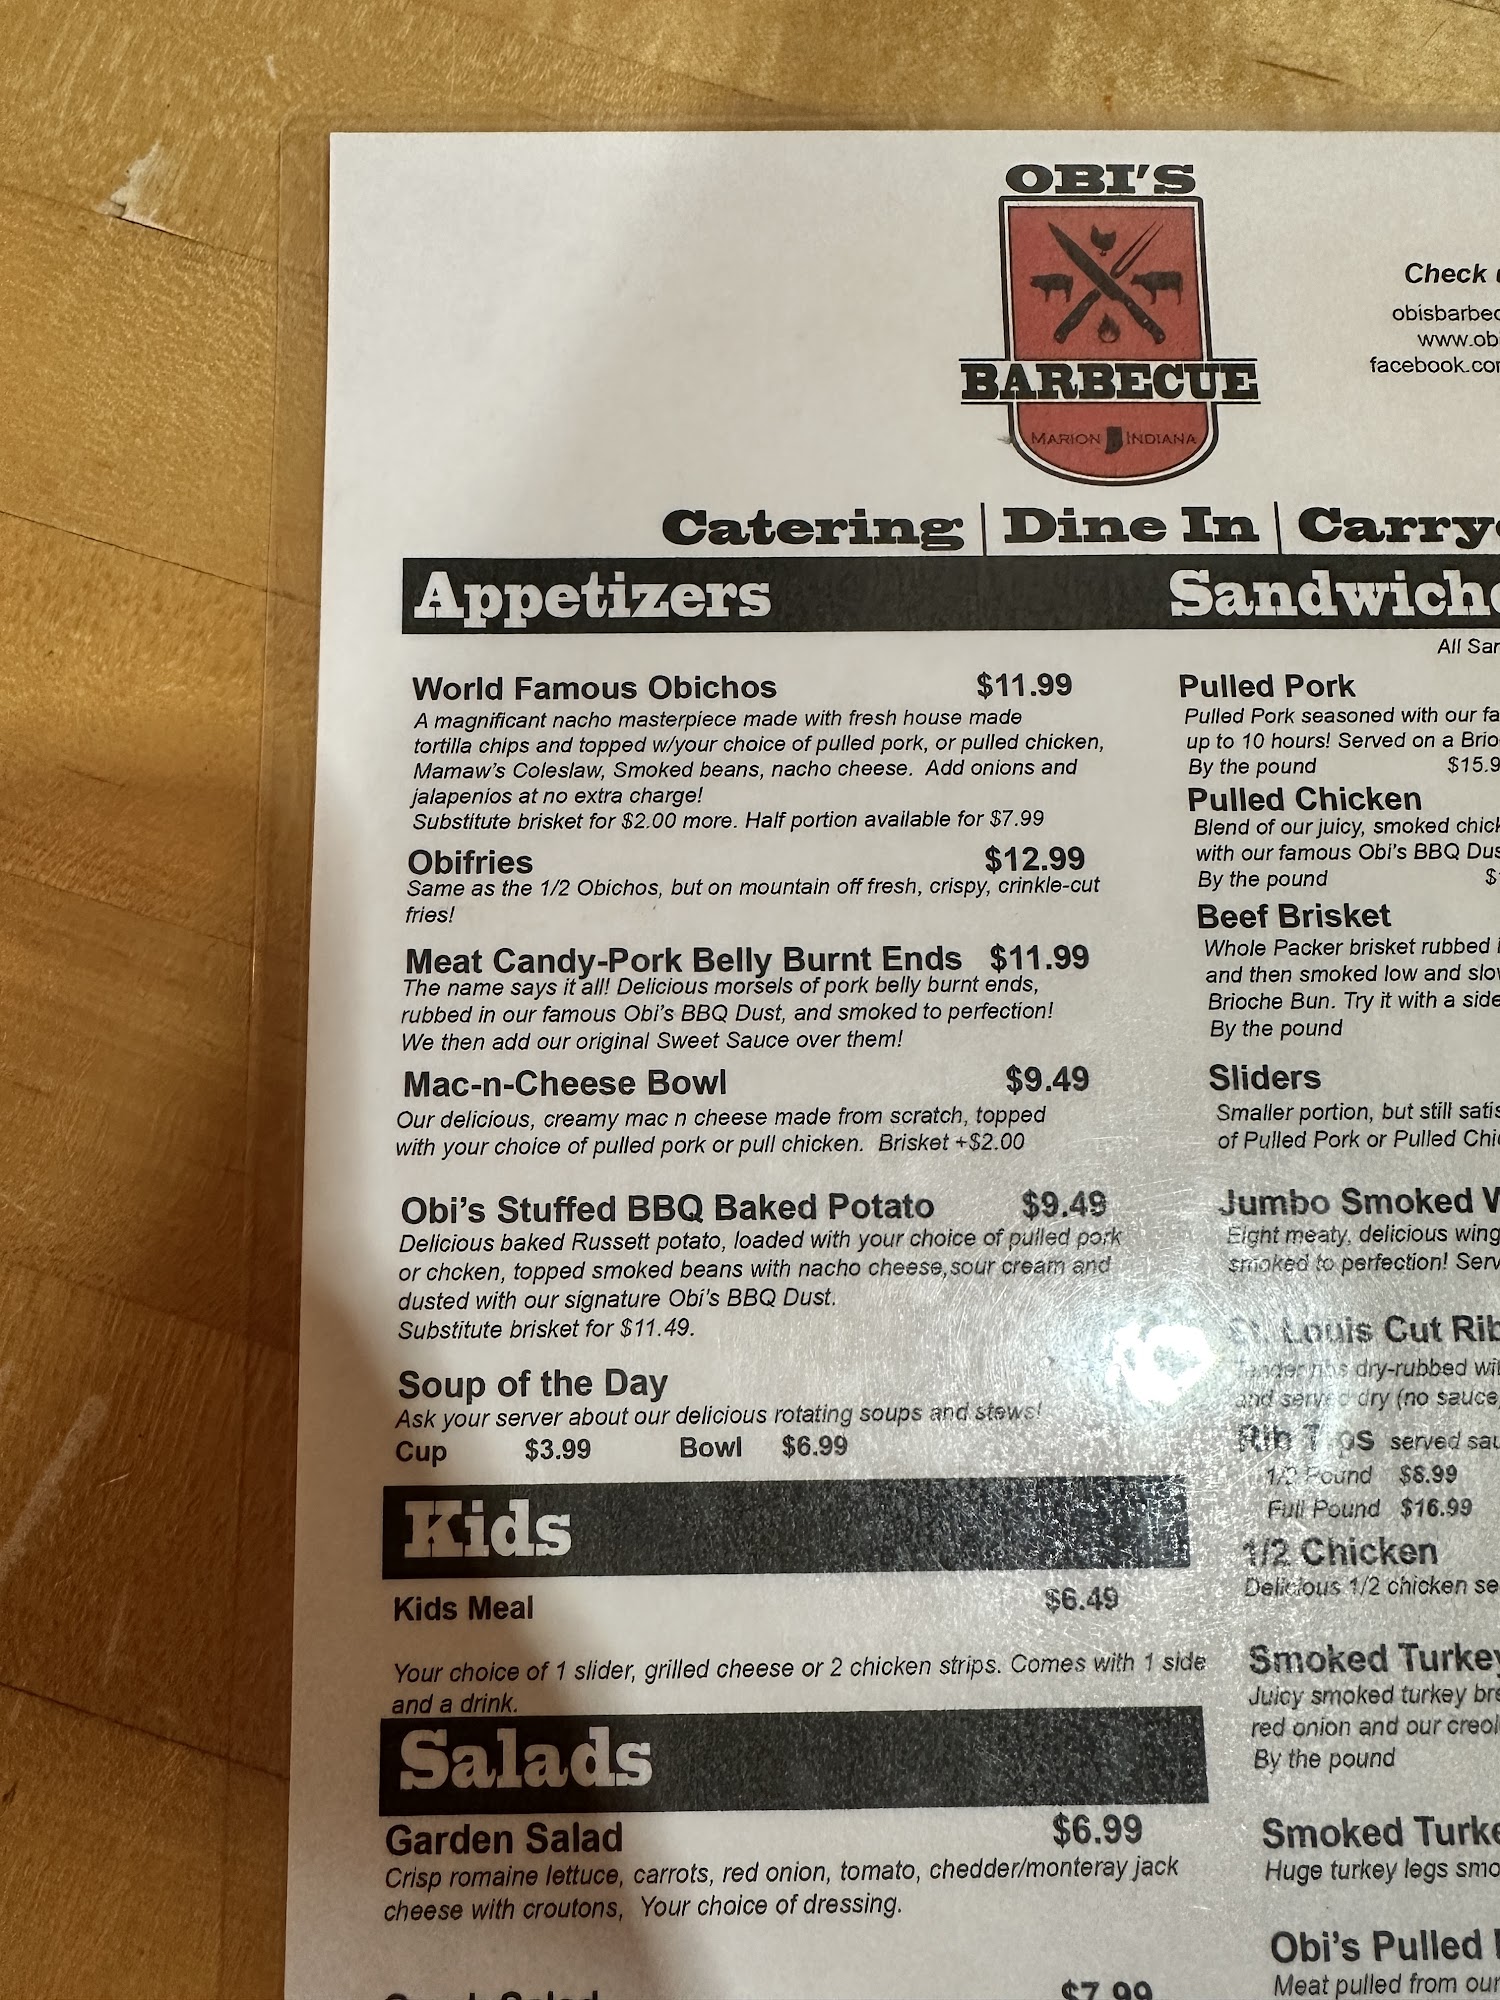 OBI'S
BARBECUE
MARION INDIANA
Check
obisbarbec
www.ob
facebook.co
Catering | Dine In | Carry
Appetizers
World Famous Obichos $11.99
A magnificant nacho masterpiece made with fresh house made
tortilla chips and topped w/your choice of pulled pork, or pulled chicken,
Mamaw's Coleslaw, Smoked beans, nacho cheese. Add onions and
jalapenios at no extra charge!
Substitute brisket for $2.00 more. Half portion available for $7.99
Obifries $12.99
Same as the 1/2 Obichos, but on mountain off fresh, crispy, crinkle-cut
fries!
Meat Candy-Pork Belly Burnt Ends $11.99
The name says it all! Delicious morsels of pork belly burnt ends,
rubbed in our famous Obi's BBQ Dust, and smoked to perfection!
We then add our original Sweet Sauce over them!
Mac-n-Cheese Bowl $9.49
Our delicious, creamy mac n cheese made from scratch, topped
with your choice of pulled pork or pull chicken. Brisket +$2.00
Obi's Stuffed BBQ Baked Potato $9.49
Delicious baked Russett potato, loaded with your choice of pulled pork
or chcken, topped smoked beans with nacho cheese,sour cream and
dusted with our signature Obi's BBQ Dust.
Substitute brisket for $11.49.
Soup of the Day
Ask your server about our delicious rotating soups and stews!
Cup $3.99 Bowl $6.99
Kids
Kids Meal $6.49
Your choice of 1 slider, grilled cheese or 2 chicken strips. Comes with 1 side
and a drink.
Salads
Garden Salad $6.99
Crisp romaine lettuce, carrots, red onion, tomato, chedder/monteray jack
cheese with croutons, Your choice of dressing.
$7.99
Sandwich
All
Pulled Pork
Pulled Pork seasoned with our
up to 10 hours! Served on a
By the pound $15.9
Pulled Chicken
Blend of our juicy, smoked
with our famous Obi's BBQ
By the pound
Beef Brisket
Whole Packer brisket rubbed
and then smoked low and
Brioche Bun. Try it with a side
By the pound
Sliders
Smaller portion, but still
of Pulled Pork or Pulled
Jumbo Smoked
Eight meaty, delicious wing
smoked to perfection!
St. Louis Cut Rib
Tender ribs dry-rubbed
and served dry (no sauce
Rib Tips served
1/2 Pound $8.99
Full Pound $16.99
1/2 Chicken
Delicious 1/2 chicken
Smoked Turkey
Juicy smoked turkey
red onion and our
By the pound
Smoked
Huge turkey legs
Obi's Pulled
Meat pulled from our